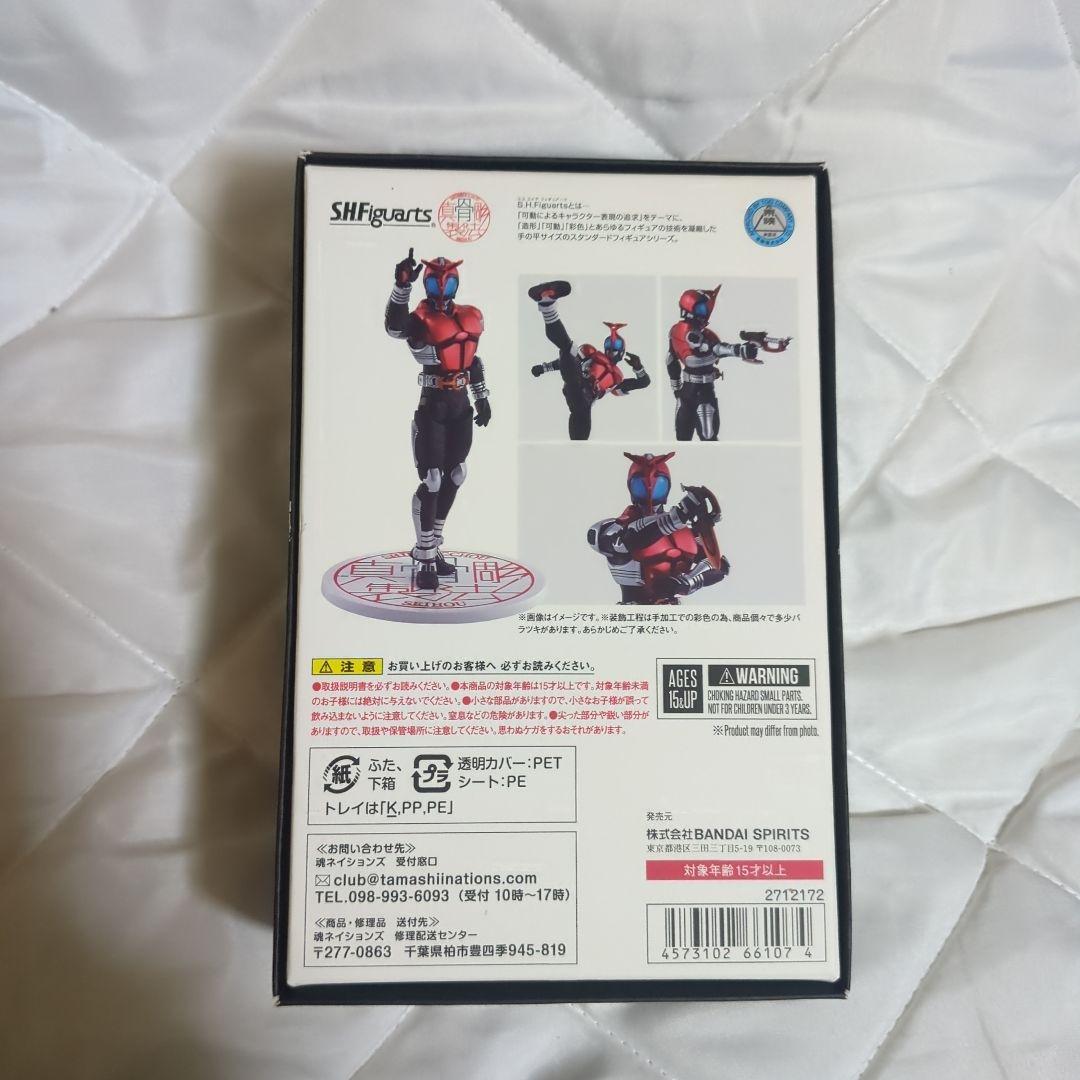 S.H.Figuarts
真骨彫
製法
エス エイチ フィギュアーツ
S.H.Figuartsとは…
「可動によるキャラクター表現の追求」をテーマに、
「造形」「可動」「彩色」とあらゆるフィギュアの技術を凝縮した
手の平サイズのスタンダードフィギュアシリーズ。
東映
SEIHOU
※画像はイメージです。※装飾工程は手加工での彩色の為、商品個々で多少バ
ラツキがあります。あらかじめご了承ください。
注意 お買い上げのお客様へ 必ずお読みください。
●取扱説明書を必ずお読みください。●本商品の対象年齢は15才以上です。対象年齢未満
のお子様には絶対に与えないでください。●小さな部品がありますので、小さなお子様が誤って
飲み込まないように注意してください。窒息などの危険があります。●尖った部分や鋭い部分が
ありますので、取扱や保管場所に注意してください。思わぬケガをするおそれがあります。
AGES
15&UP
WARNING
CHOKING HAZARD SMALL PARTS.
NOT FOR CHILDREN UNDER 3 YEARS.
※Product may differ from photo.
紙 ふた、下箱
プラ 透明カバー:PET
シート:PE
トレイは「K,PP,PE」
≪お問い合わせ先≫
魂ネイションズ 受付窓口
club@tamashiinations.com
TEL.098-993-6093 (受付 10時~17時)
≪商品・修理品 送付先≫
魂ネイションズ 修理配送センター
〒277-0863 千葉県柏市豊四季945-819
発売元
株式会社BANDAI SPIRITS
東京都港区三田三丁目5-19 〒108-0073
対象年齢15才以上
2712172
4573102 66107 4